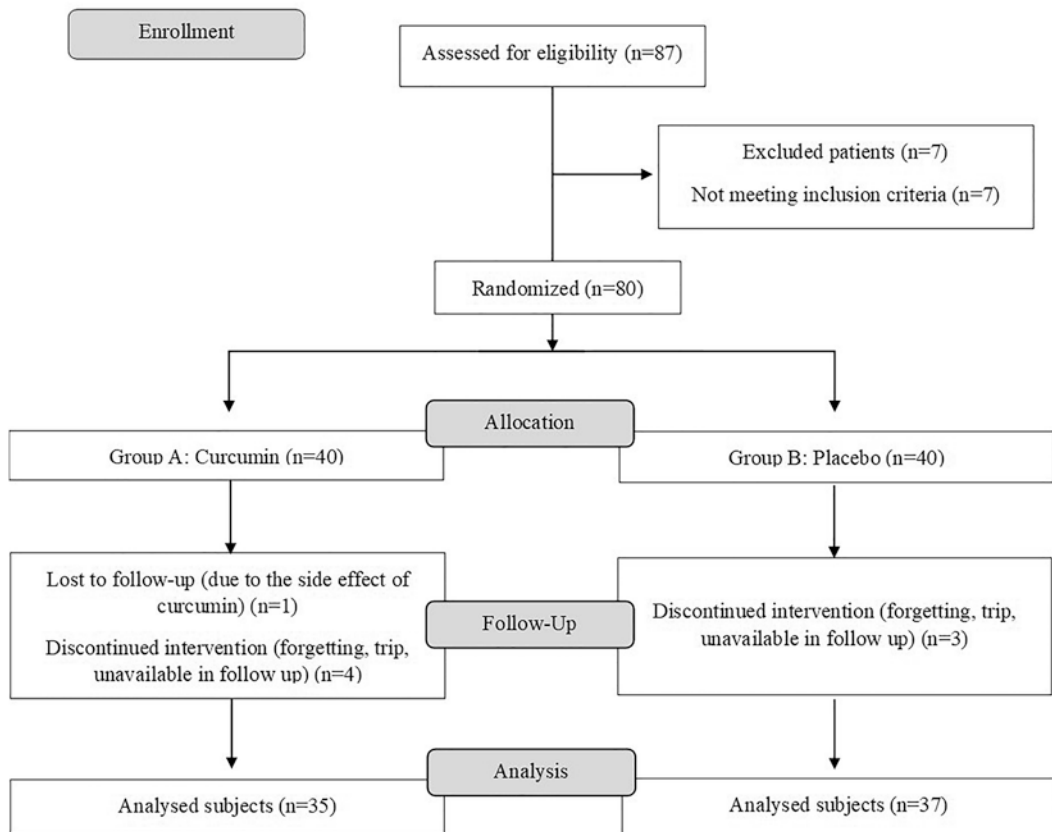 Enrollment
Assessed for eligibility (n=87)
Excluded patients (n=7)
Not meeting inclusion criteria (n=7)
Randomized (n=80)
Allocation
Group A: Curcumin (n=40)
Group B: Placebo (n=40)
Lost to follow-up (due to the side effect of
curcumin) (n=1)
Discontinued intervention (forgetting, trip,
unavailable in follow up) (n=4)
Follow-Up
Discontinued intervention (forgetting, trip,
unavailable in follow up) (n=3)
Analysis
Analysed subjects (n=35)
Analysed subjects (n=37)